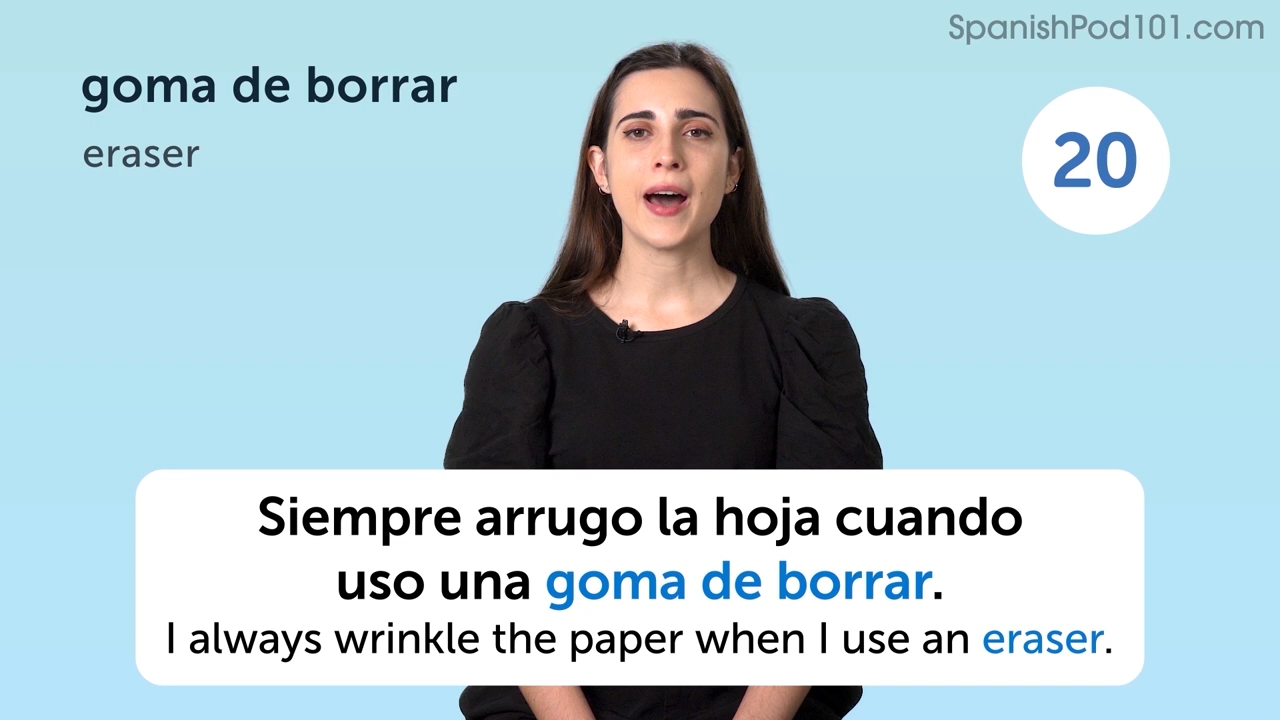 SpanishPod101.com
goma de borrar
eraser
20
Siempre arrugo la hoja cuando
uso una goma de borrar.
I always wrinkle the paper when I use an eraser.